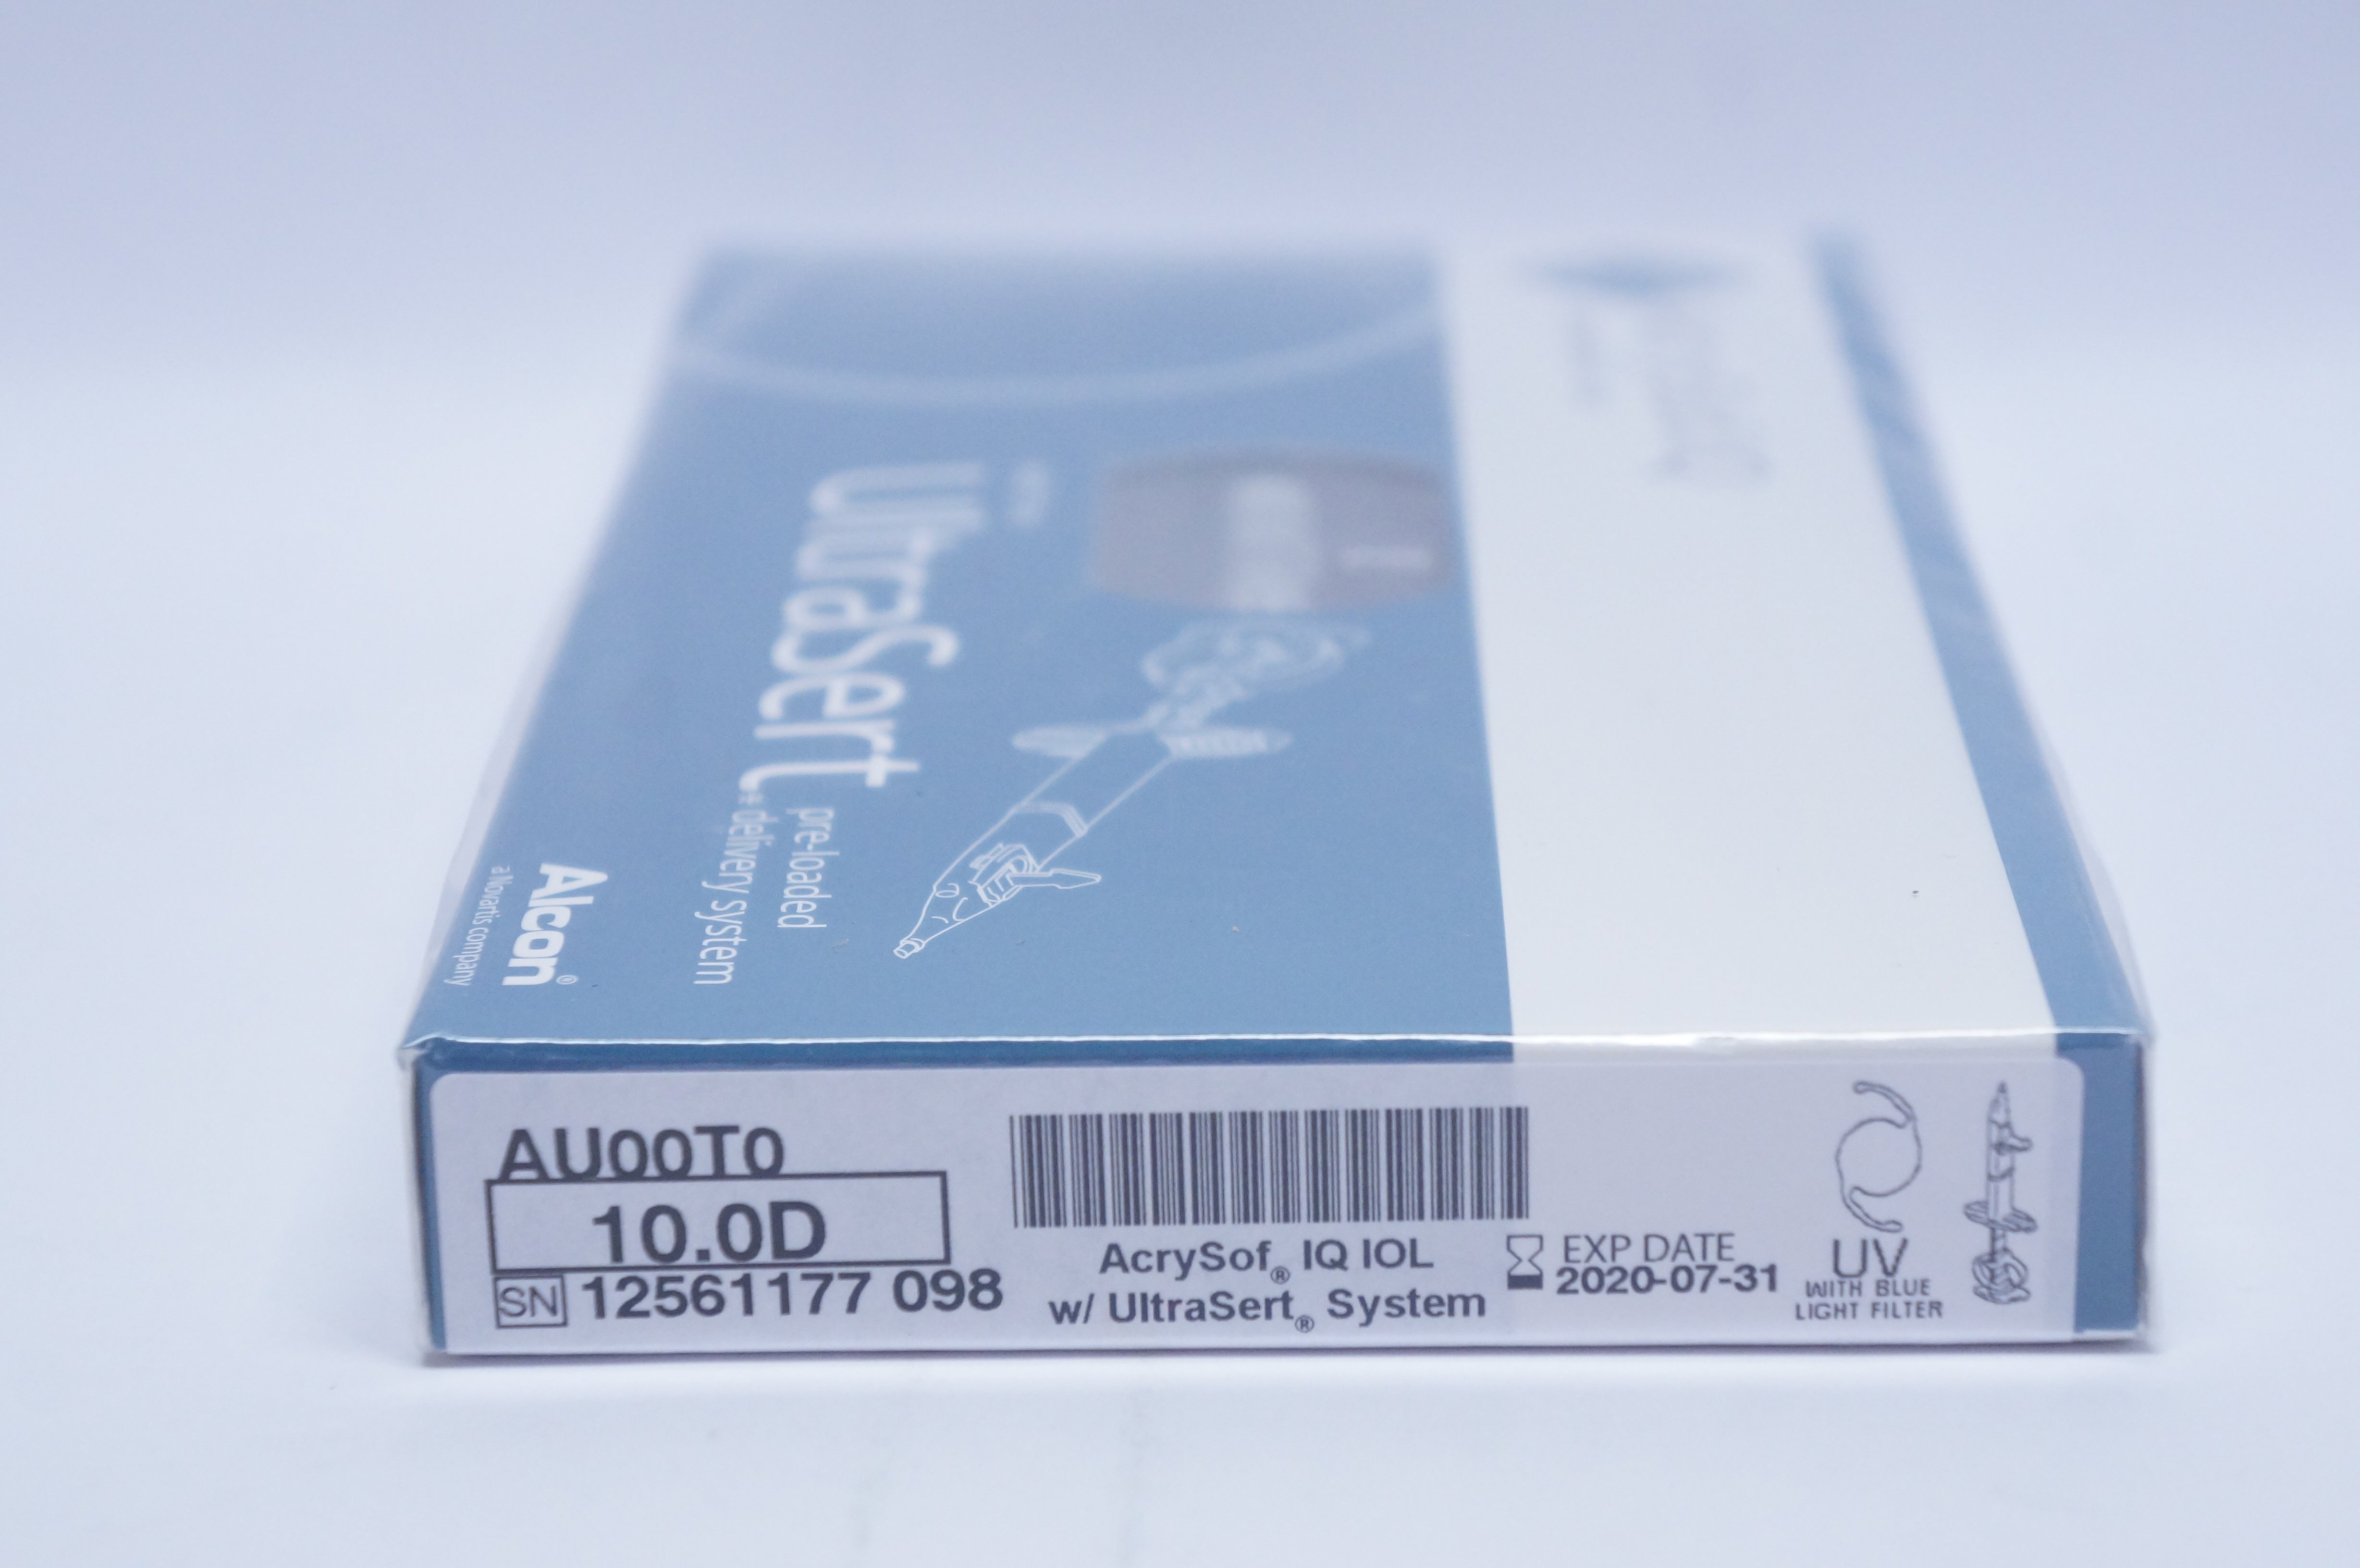 UltraSert
pre-loaded
® delivery system
Alcon®
a Novartis company
AU00T0
10.0D
SN 12561177 098
AcrySof® IQ IOL
w/ UltraSert® System
EXP DATE
2020-07-31
UV
WITH BLUE
LIGHT FILTER